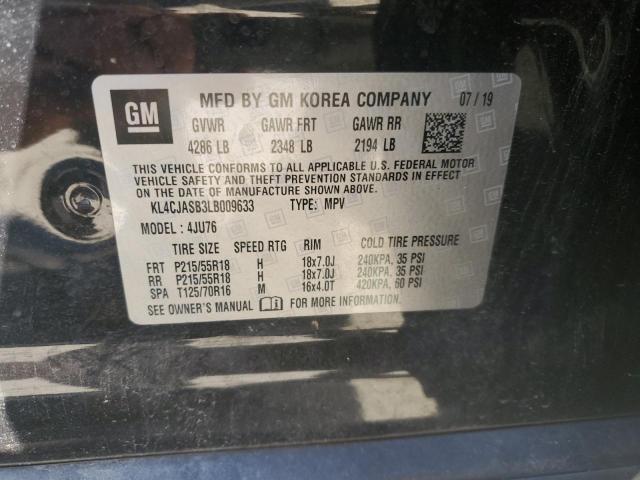 GM MFD BY GM KOREA COMPANY 07/19
GVWR GAWR FRT GAWR RR
4286 LB 2348 LB 2194 LB
THIS VEHICLE CONFORMS TO ALL APPLICABLE U.S. FEDERAL MOTOR
VEHICLE SAFETY AND THEFT PREVENTION STANDARDS IN EFFECT
ON THE DATE OF MANUFACTURE SHOWN ABOVE.
KL4CJASB3LB009633 TYPE: MPV
MODEL: 4JU76
TIRE SIZE SPEED RTG RIM COLD TIRE PRESSURE
FRT P215/55R18 H 18x7.0J 240KPA, 35 PSI
RR P215/55R18 H 18x7.0J 240KPA, 35 PSI
SPA T125/70R16 M 16x4.0T 420KPA, 60 PSI
SEE OWNER'S MANUAL FOR MORE INFORMATION.